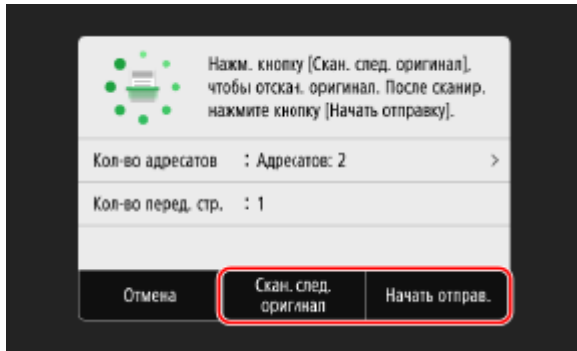 Нажм. кнопку [Скан. след. оригинал],
чтобы отскан. оригинал. После сканир.
нажмите кнопку [Начать отправку].
Кол-во адресатов : Адресатов: 2 >
Кол-во перед. стр. : 1
Отмена
Скан. след.
оригинал
Начать отправ.